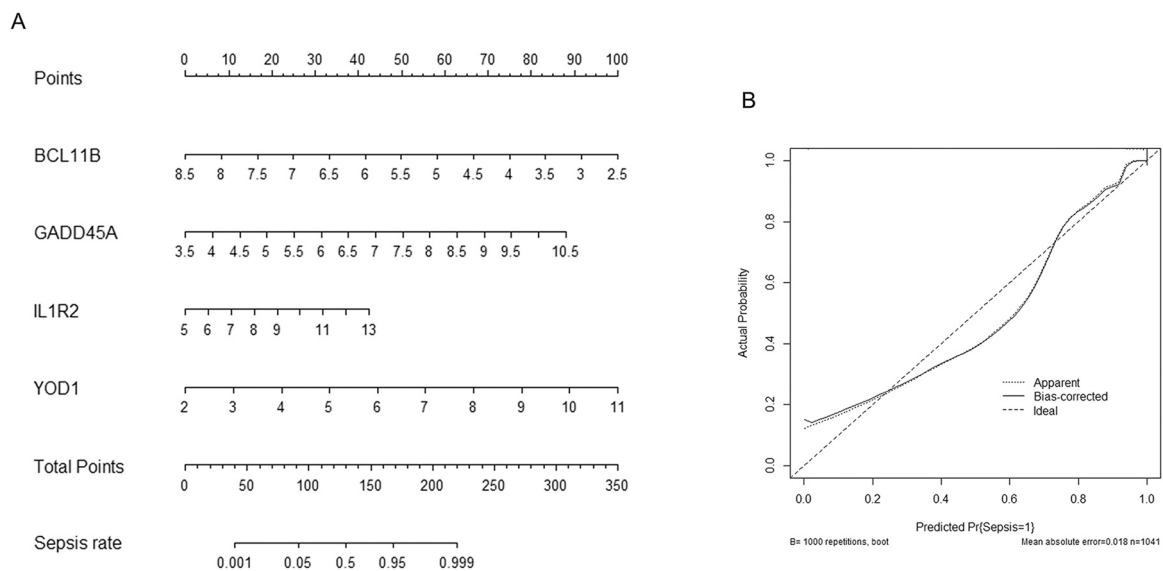 A
Points
0 10 20 30 40 50 60 70 80 90 100
BCL11B
8.5 8 7.5 7 6.5 6 5.5 5 4.5 4 3.5 3 2.5
GADD45A
3.5 4 4.5 5 5.5 6 6.5 7 7.5 8 8.5 9 9.5 10.5
IL1R2
5 6 7 8 9 11 13
YOD1
2 3 4 5 6 7 8 9 10 11
Total Points
0 50 100 150 200 250 300 350
Sepsis rate
0.001 0.05 0.5 0.95 0.999
B
Actual Probability
1.0
0.8
0.6
0.4
0.2
0.0
Apparent
Bias-corrected
Ideal
0.0 0.2 0.4 0.6 0.8 1.0
Predicted Pr{Sepsis=1}
B= 1000 repetitions, boot
Mean absolute error=0.018 n=1041